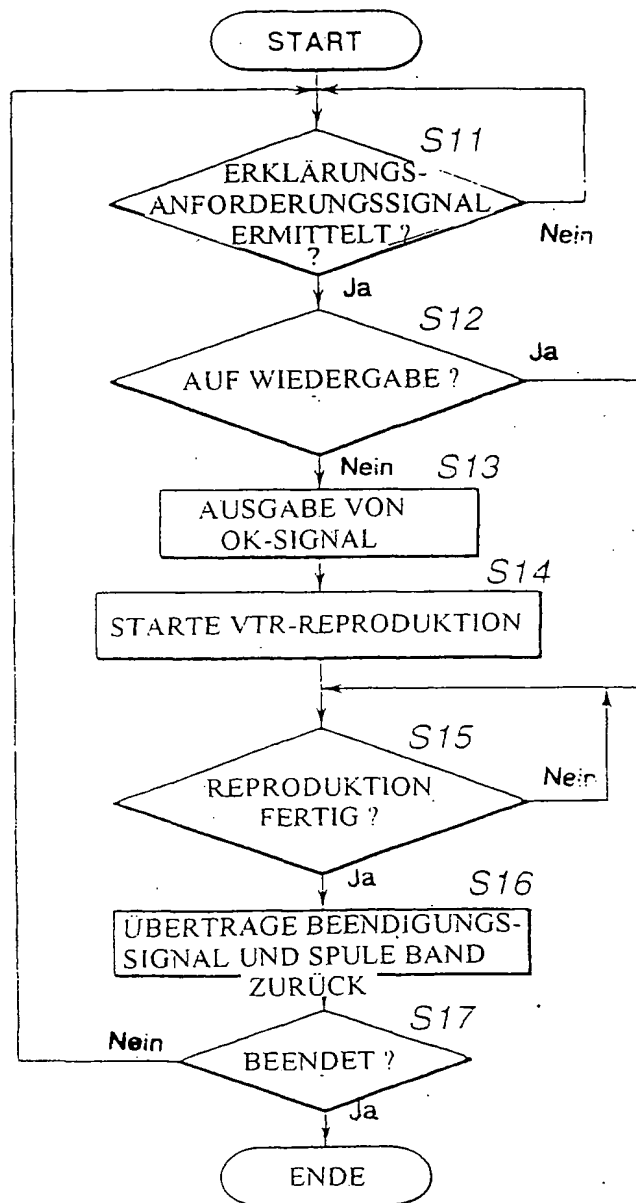 START
S11
ERKLÄRUNGS-
ANFORDERUNGSSIGNAL
ERMITTELT ?
?
Nein
Ja
S12
AUF WIEDERGABE ?
Ja
Nein
S13
AUSGABE VON
OK-SIGNAL
S14
STARTE VTR-REPRODUKTION
S15
REPRODUKTION
FERTIG ?
Nein
Ja
S16
ÜBERTRAGE BEENDIGUNGS-
SIGNAL UND SPULE BAND
ZURÜCK
S17
Nein
BEENDET ?
Ja
ENDE